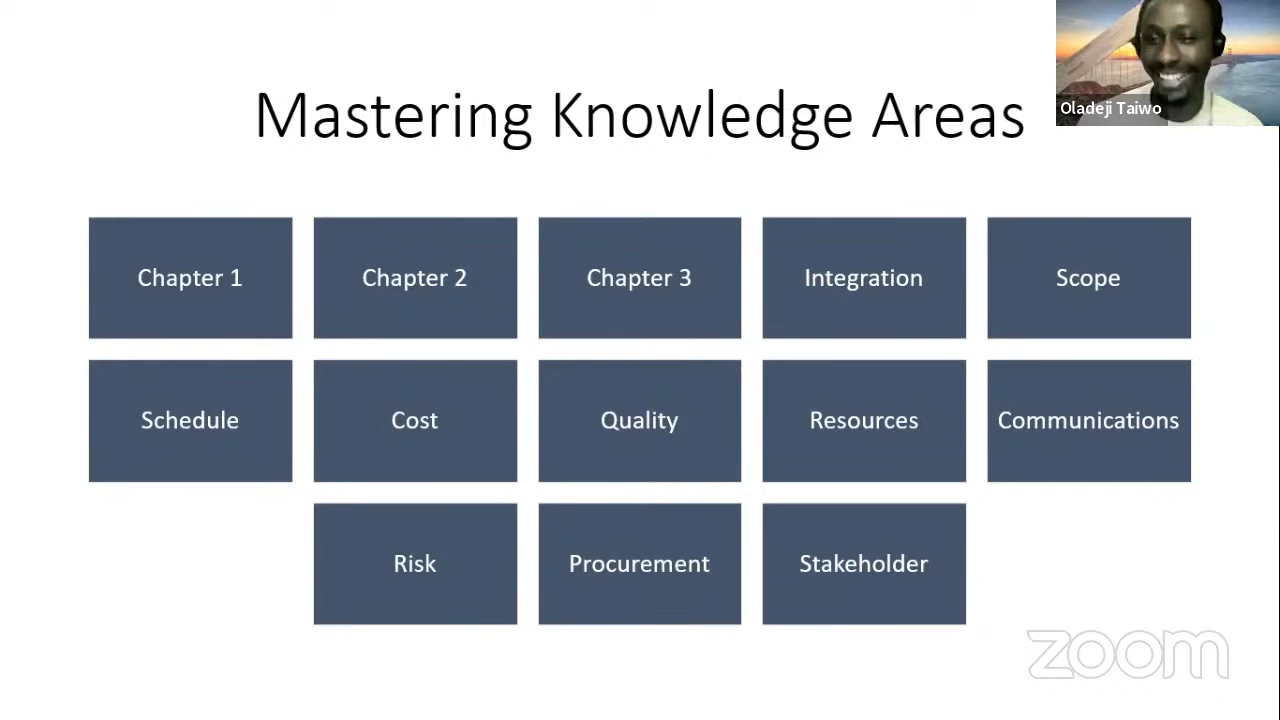 Mastering Knowledge Areas
Oladeji Taiwo
Chapter 1
Chapter 2
Chapter 3
Integration
Scope
Schedule
Cost
Quality
Resources
Communications
Risk
Procurement
Stakeholder
zoom